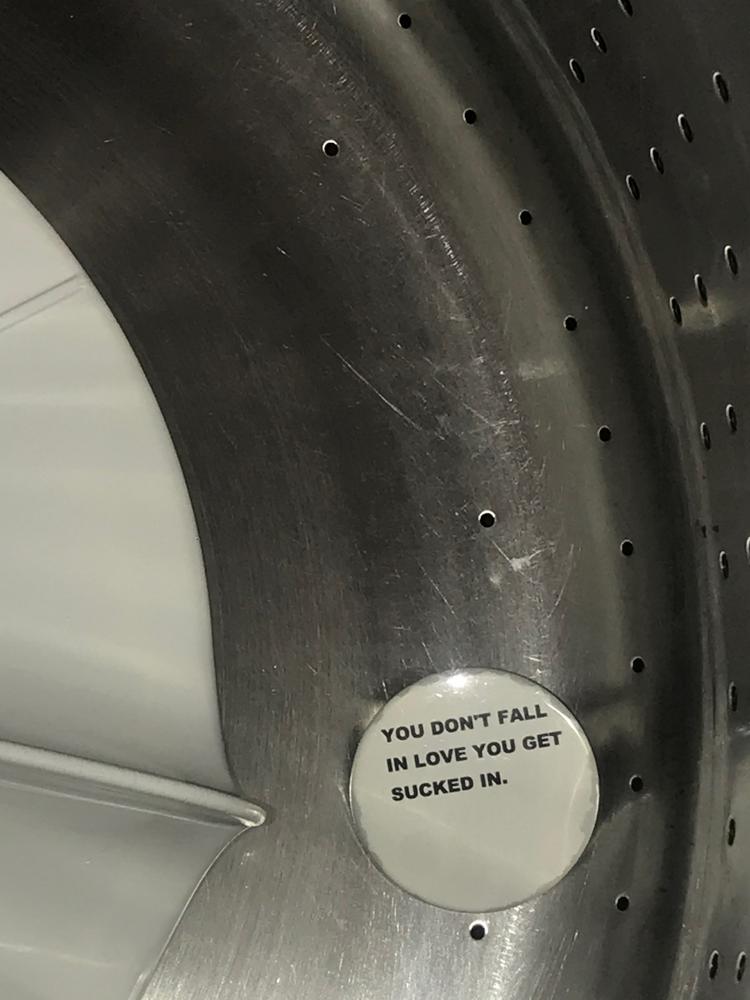 YOU DON'T FALL
IN LOVE YOU GET
SUCKED IN.